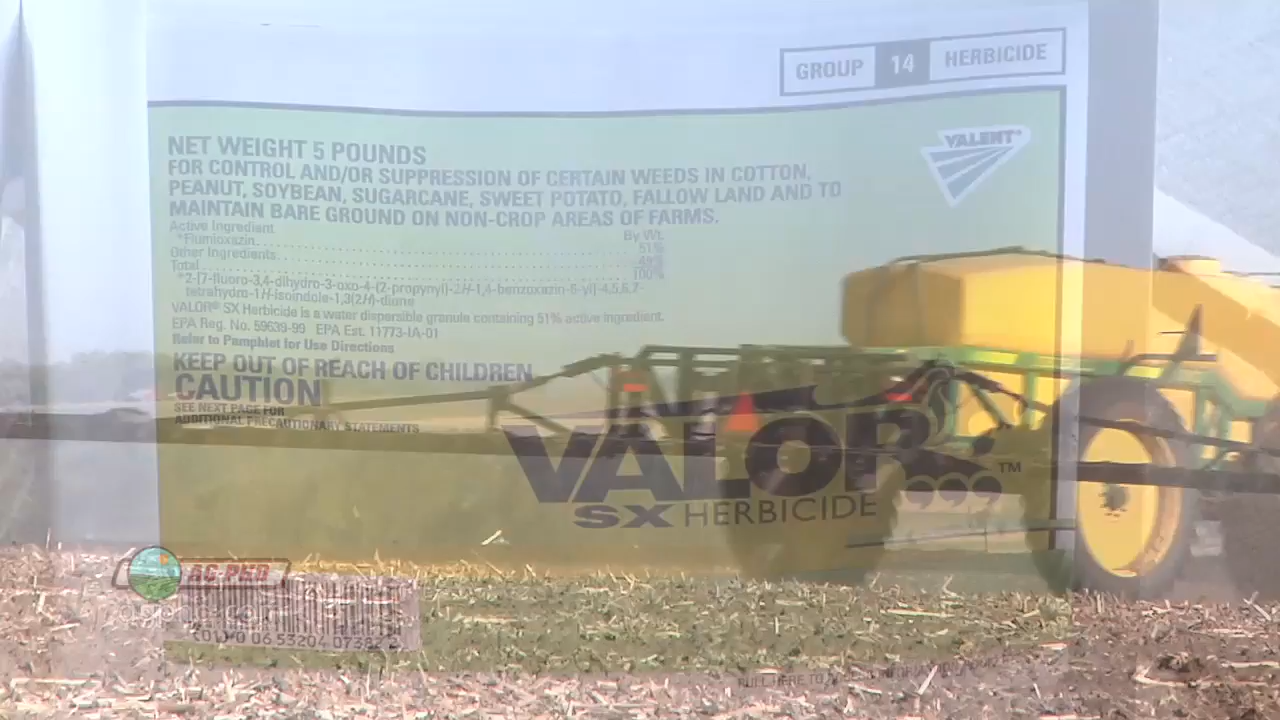 GROUP 14 HERBICIDE
VALENT®
NET WEIGHT 5 POUNDS
FOR CONTROL AND/OR SUPPRESSION OF CERTAIN WEEDS IN COTTON,
PEANUT, SOYBEAN, SUGARCANE, SWEET POTATO, FALLOW LAND AND TO
MAINTAIN BARE GROUND ON NON-CROP AREAS OF FARMS.
Active Ingredient By Wt.
*Flumioxazin 51%
Other Ingredients 49%
Total 100%
*2-[7-fluoro-3,4-dihydro-3-oxo-4-(2-propynyl)-2H-1,4-benzoxazin-6-yl]-4,5,6,7-
tetrahydro-1H-isoindole-1,3(2H)-dione
VALOR® SX Herbicide is a water dispersible granule containing 51% active ingredient.
EPA Reg. No. 59639-99 EPA Est. 11773-IA-01
Refer to Pamphlet for Use Directions
KEEP OUT OF REACH OF CHILDREN
CAUTION
SEE NEXT PAGE FOR
ADDITIONAL PRECAUTIONARY STATEMENTS
VALOR™
SX HERBICIDE
AG-PHD
PULL HERE TO